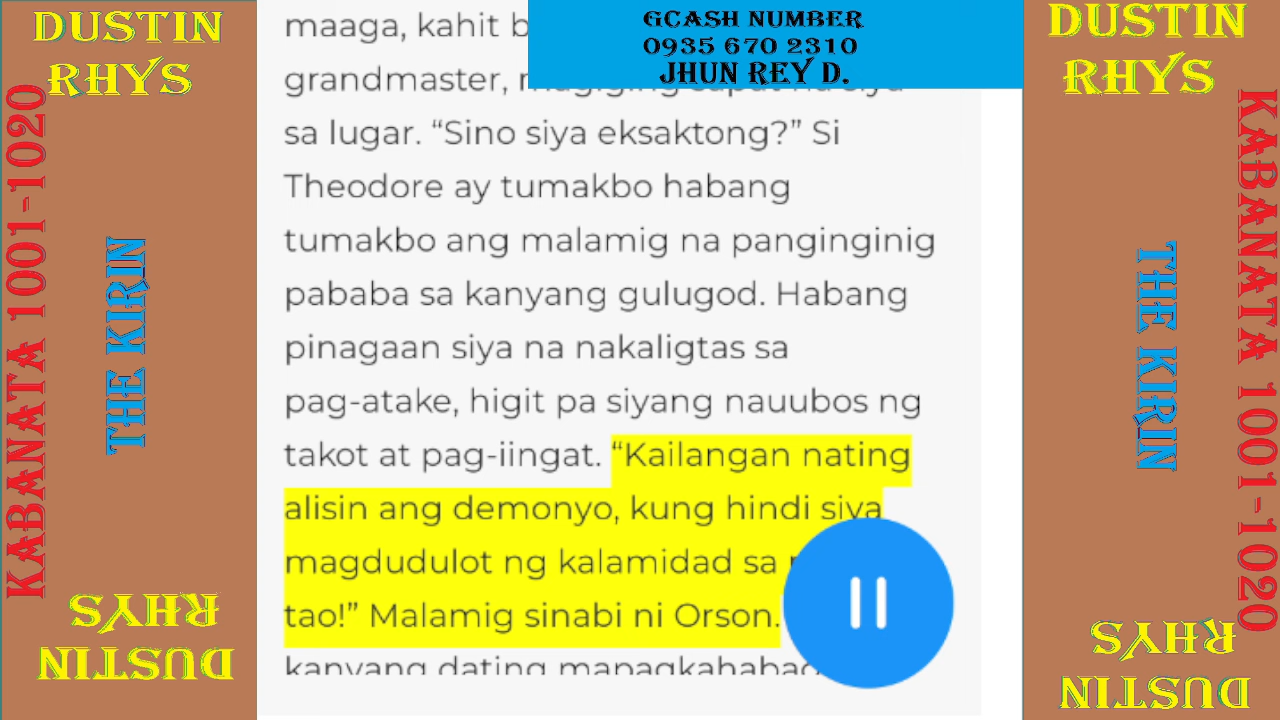 DUSTIN
RHYS
KABANATA 1001-1020
THE KIRIN
DUSTIN
RHYS
GCASH NUMBER
0935 670 2310
JHUN REY D.
maaga, kahit
grandmaster,
sa lugar. “Sino siya eksaktong?” Si
Theodore ay tumakbo habang
tumakbo ang malamig na panginginig
pababa sa kanyang gulugod. Habang
pinagaan siya na nakaligtas sa
pag-atake, higit pa siyang nauubos ng
takot at pag-iingat. “Kailangan nating
alisin ang demonyo, kung hindi siya
magdudulot ng kalamidad sa
tao!” Malamig sinabi ni Orson.
kanyang dating
DUSTIN
RHYS
THE KIRIN
KABANATA 1001-1020
DUSTIN
RHYS